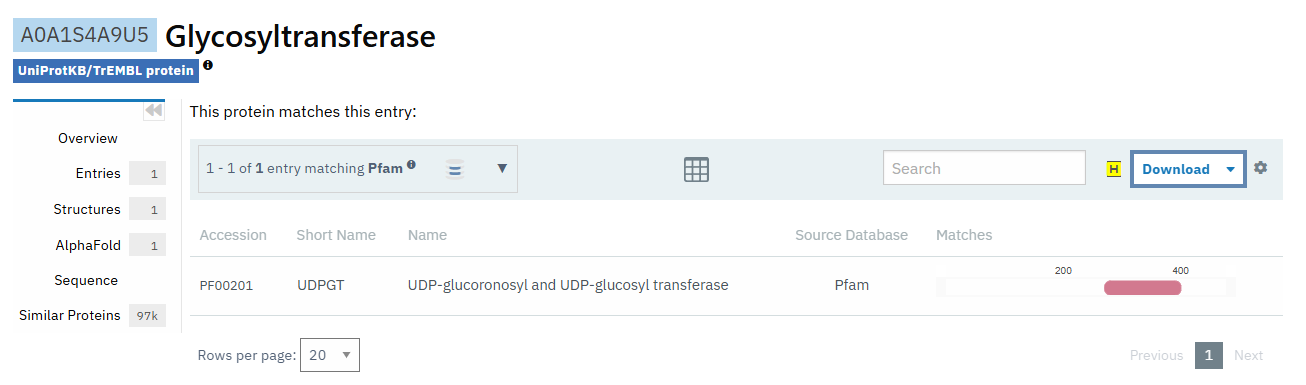 A0A1S4A9U5 Glycosyltransferase
UniProtKB/TrEMBL protein i
This protein matches this entry:
Overview
Entries 1
Structures 1
AlphaFold 1
Sequence
Similar Proteins 97k
1 - 1 of 1 entry matching Pfam i
Search
H
Download
Accession Short Name Name Source Database Matches
200 400
PF00201 UDPGT UDP-glucoronosyl and UDP-glucosyl transferase Pfam
Rows per page: 20
Previous 1 Next